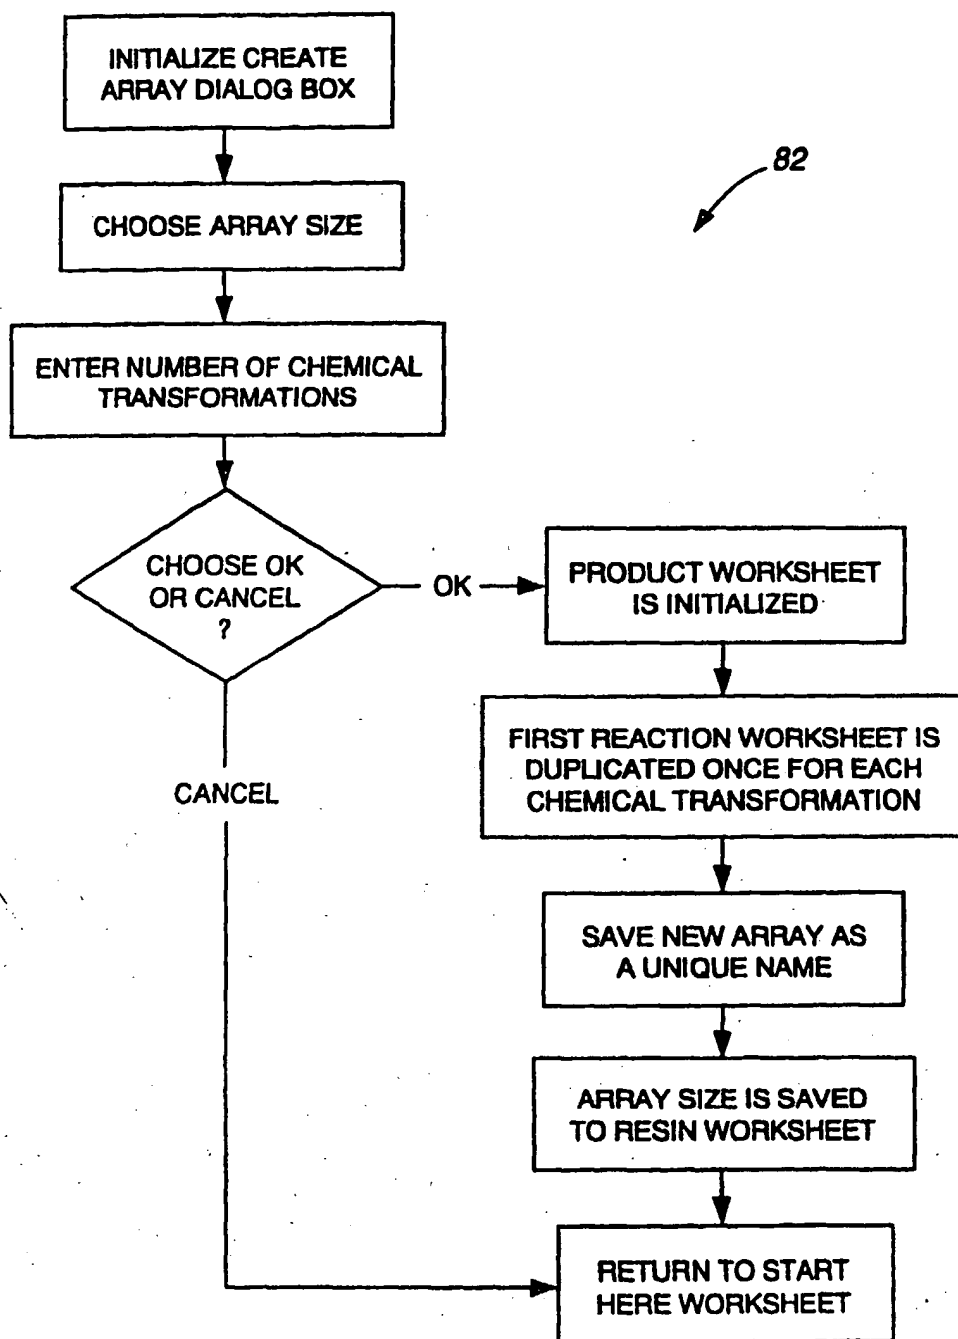 INITIALIZE CREATE
ARRAY DIALOG BOX
82
CHOOSE ARRAY SIZE
ENTER NUMBER OF CHEMICAL
TRANSFORMATIONS
CHOOSE OK
OR CANCEL
?
OK
PRODUCT WORKSHEET
IS INITIALIZED
FIRST REACTION WORKSHEET IS
DUPLICATED ONCE FOR EACH
CHEMICAL TRANSFORMATION
CANCEL
SAVE NEW ARRAY AS
A UNIQUE NAME
ARRAY SIZE IS SAVED
TO RESIN WORKSHEET
RETURN TO START
HERE WORKSHEET